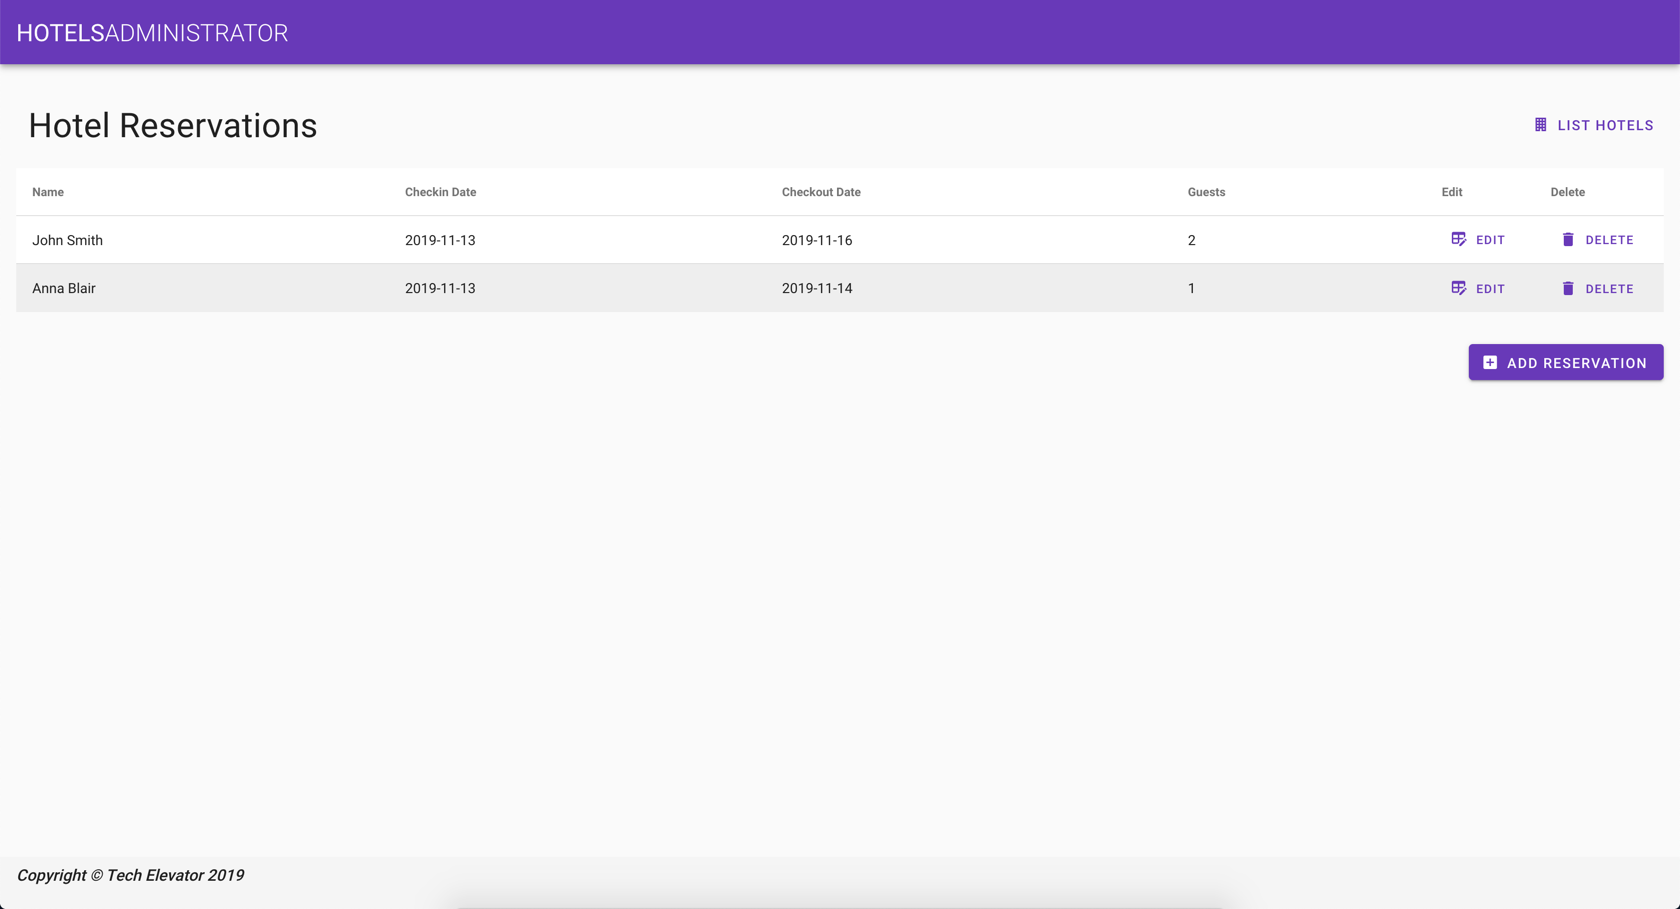 HOTELSADMINISTRATOR
Hotel Reservations
LIST HOTELS
Name Checkin Date Checkout Date Guests Edit Delete
John Smith 2019-11-13 2019-11-16 2 EDIT DELETE
Anna Blair 2019-11-13 2019-11-14 1 EDIT DELETE
ADD RESERVATION
Copyright © Tech Elevator 2019